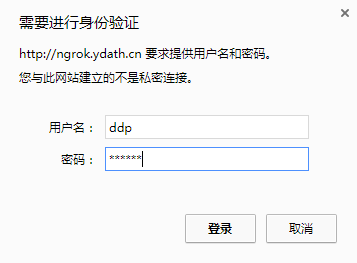 需要进行身份验证
http://ngrok.ydath.cn 要求提供用户名和密码。
您与此网站建立的不是私密连接。
用户名： ddp
密码： ******
登录 取消